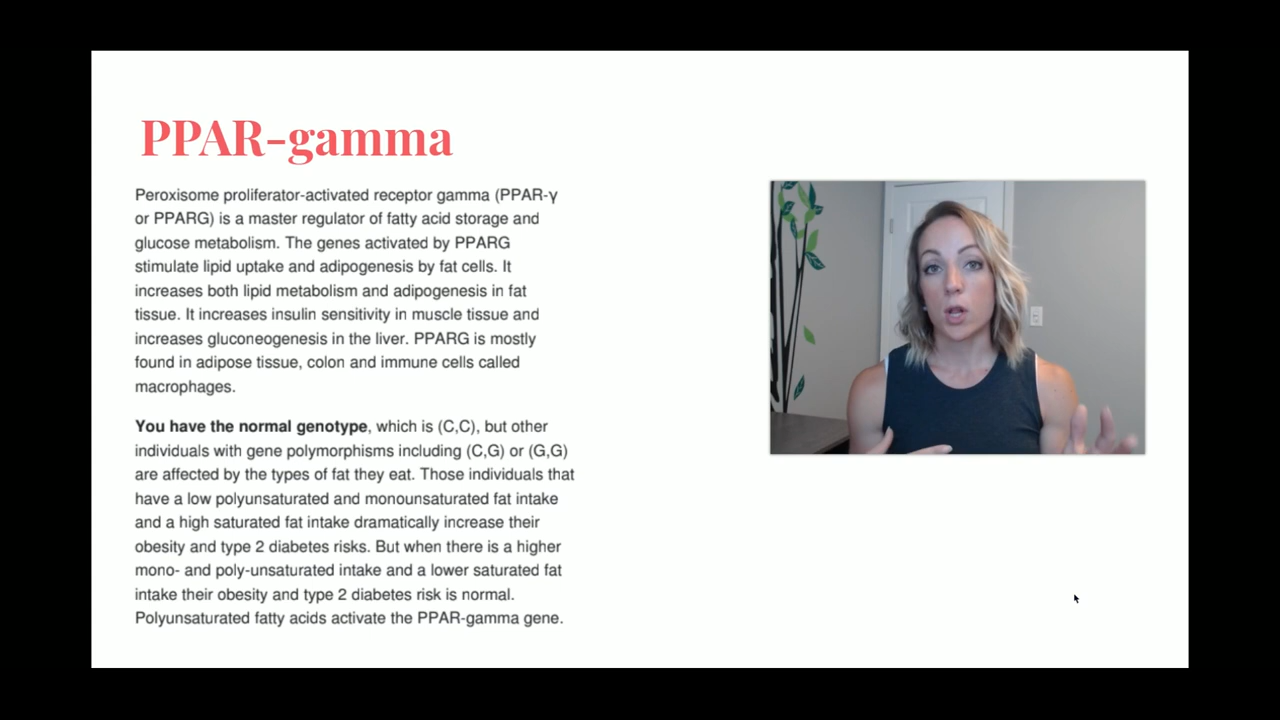 PPAR-gamma
Peroxisome proliferator-activated receptor gamma (PPAR-γ
or PPARG) is a master regulator of fatty acid storage and
glucose metabolism. The genes activated by PPARG
stimulate lipid uptake and adipogenesis by fat cells. It
increases both lipid metabolism and adipogenesis in fat
tissue. It increases insulin sensitivity in muscle tissue and
increases gluconeogenesis in the liver. PPARG is mostly
found in adipose tissue, colon and immune cells called
macrophages.
You have the normal genotype, which is (C,C), but other
individuals with gene polymorphisms including (C,G) or (G,G)
are affected by the types of fat they eat. Those individuals that
have a low polyunsaturated and monounsaturated fat intake
and a high saturated fat intake dramatically increase their
obesity and type 2 diabetes risks. But when there is a higher
mono- and poly-unsaturated intake and a lower saturated fat
intake their obesity and type 2 diabetes risk is normal.
Polyunsaturated fatty acids activate the PPAR-gamma gene.